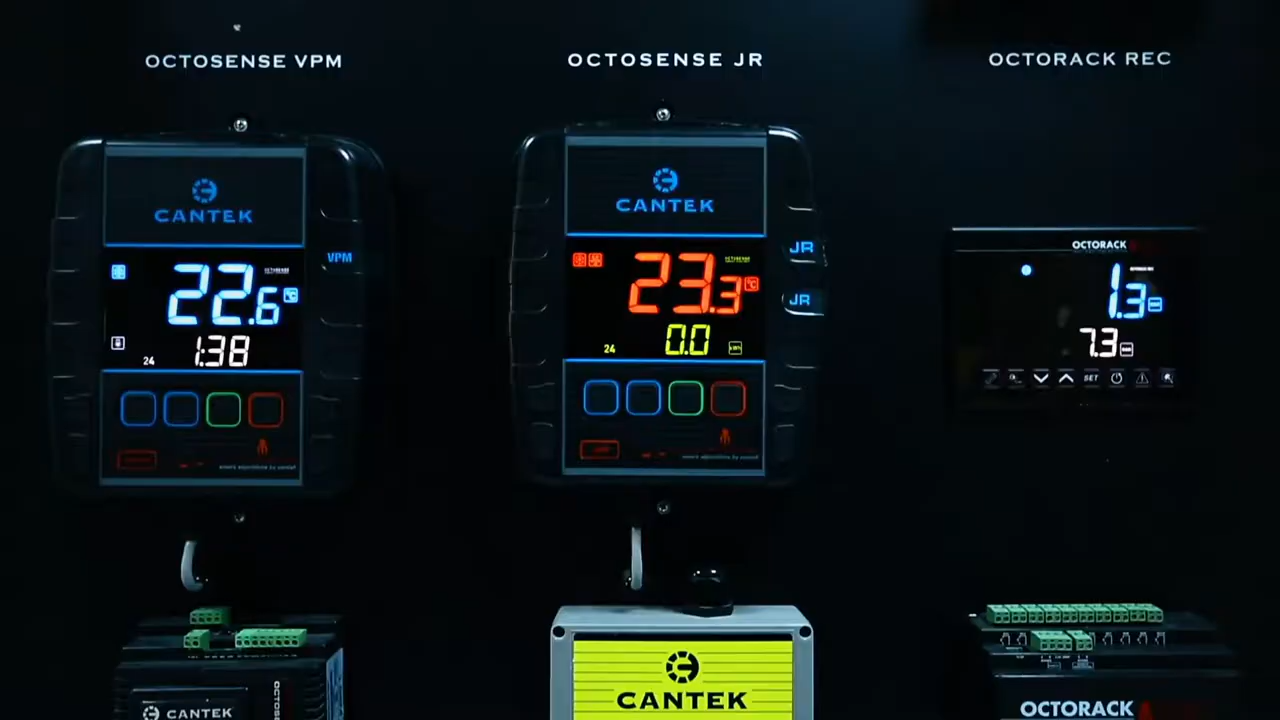 OCTOSENSE VPM
OCTOSENSE JR
OCTORACK REC
CANTEK
VPM
22.6 °C
1:38
24
CANTEK
JR
JR
23.3 °C
0.0
24
OCTORACK
1.3
7.3
SET
CANTEK
CANTEK
OCTORACK